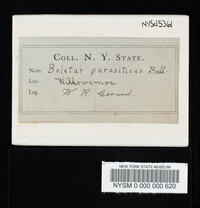 NYSM5361
COLL. N. Y. STATE.
Nom. Boletus parasiticus Bull
Loc. Willowemoc
Leg. W R Gerard
NEW YORK STATE MUSEUM
NYSM 0 000 000 620